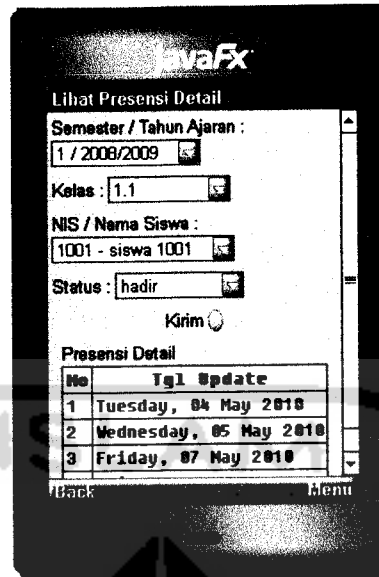 JavaFx
Lihat Presensi Detail
Semester / Tahun Ajaran :
1 / 2008/2009
Kelas : 1.1
NIS / Nama Siswa :
1001 - siswa 1001
Status : hadir
Kirim
Presensi Detail
No Tgl Update
1 Tuesday, 04 May 2010
2 Wednesday, 05 May 2010
3 Friday, 07 May 2010
Back Menu